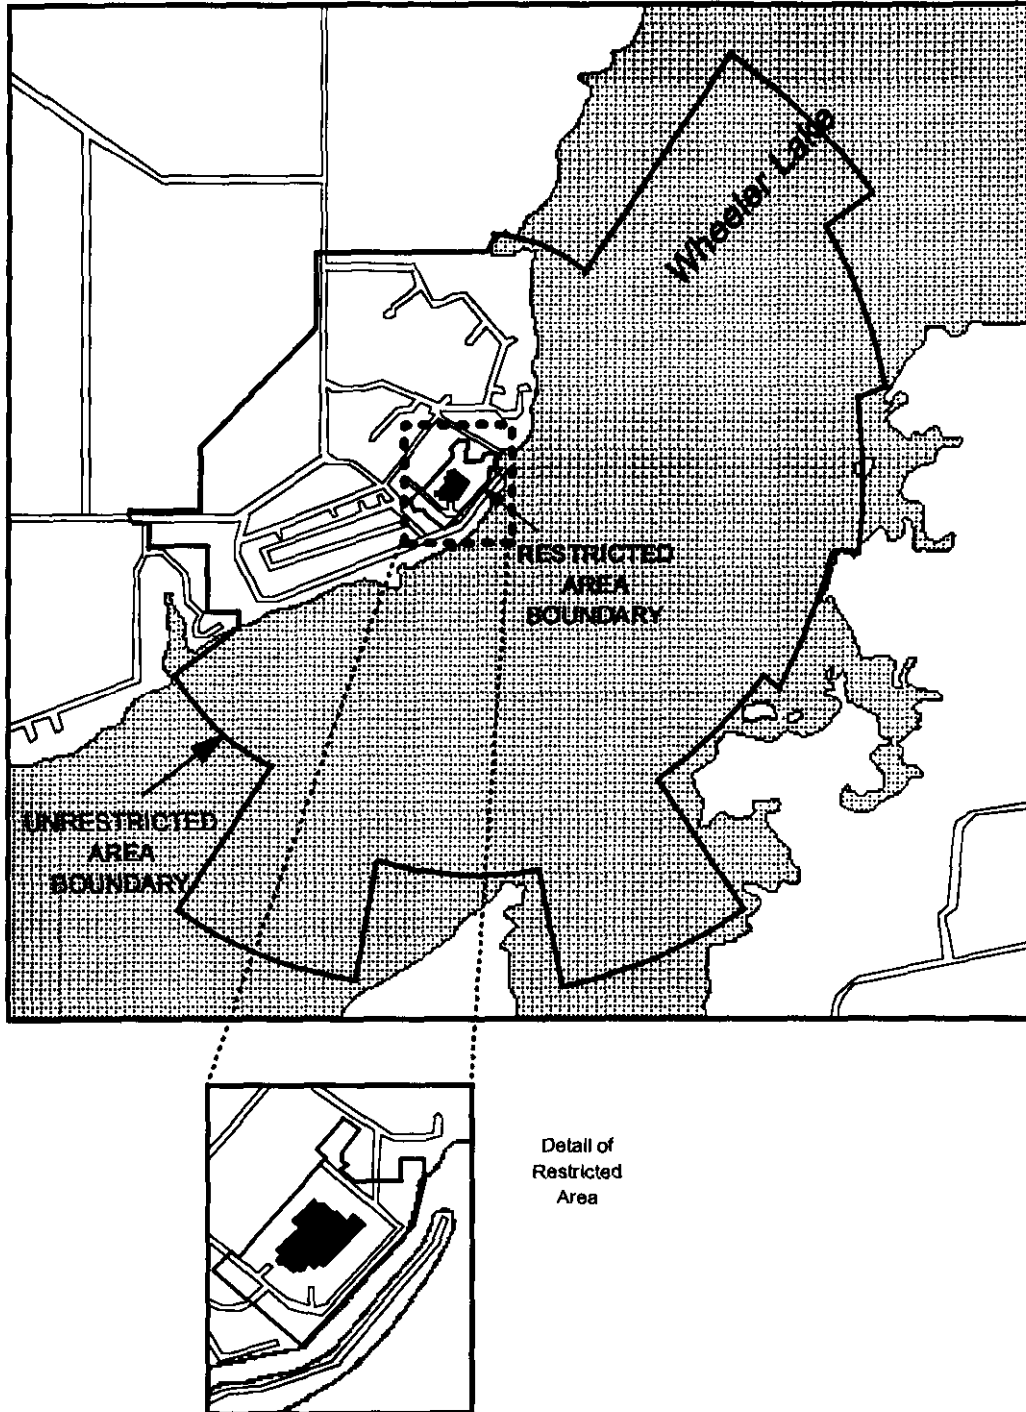 Wheeler Lake
RESTRICTED
AREA
BOUNDARY
UNRESTRICTED
AREA
BOUNDARY
Detail of
Restricted
Area